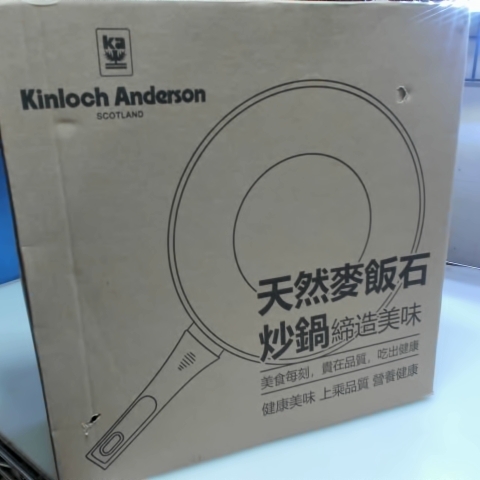 ka
Kinloch Anderson
SCOTLAND
天然麥飯石
炒鍋締造美味
美食每刻，貴在品質，吃出健康
健康美味 上乘品質 營養健康